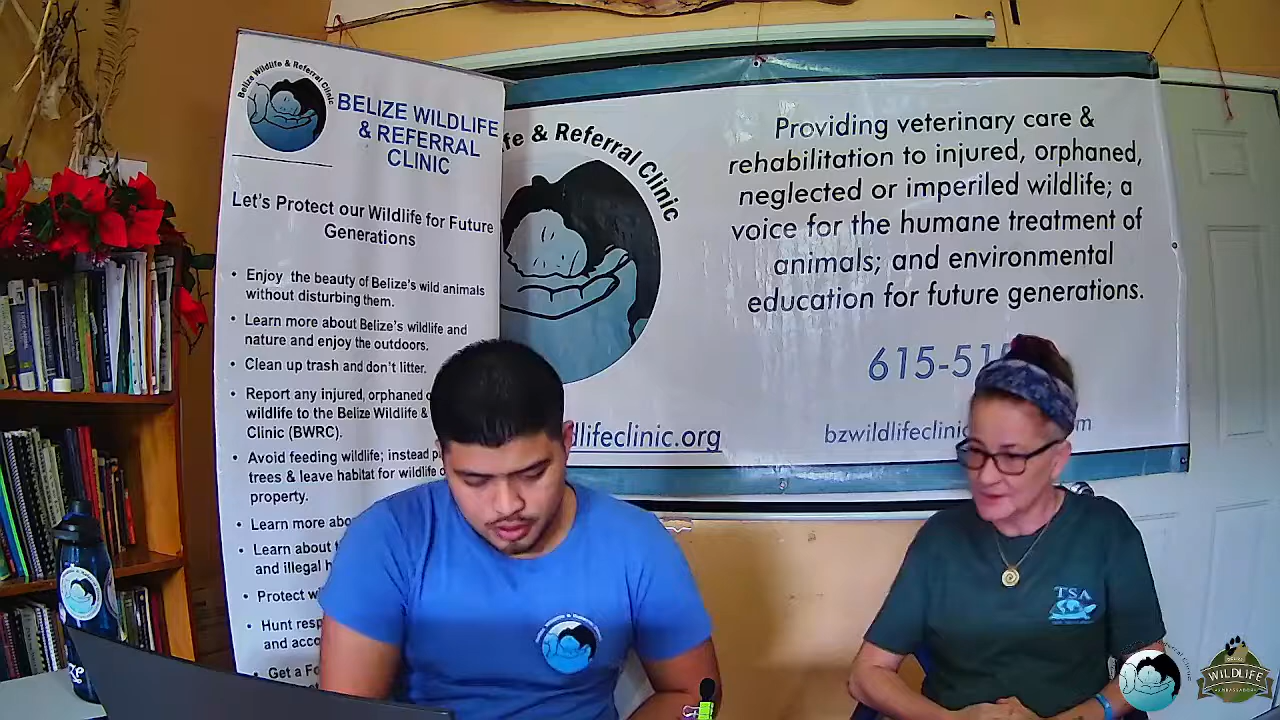 Belize Wildlife & Referral Clinic
BELIZE WILDLIFE
& REFERRAL
CLINIC
Let's Protect our Wildlife for Future
Generations
• Enjoy the beauty of Belize's wild animals
without disturbing them.
• Learn more about Belize's wildlife and
nature and enjoy the outdoors.
• Clean up trash and don't litter.
• Report any injured, orphaned
wildlife to the Belize Wildlife &
Clinic (BWRC).
• Avoid feeding wildlife; instead
trees & leave habitat for wildlife
property.
• Learn more
• Learn about
and illegal
• Protect
• Hunt
and
• Get a
& Referral Clinic
Providing veterinary care &
rehabilitation to injured, orphaned,
neglected or imperiled wildlife; a
voice for the humane treatment of
animals; and environmental
education for future generations.
615-51
dlifeclinic.org
bzwildlifeclini
TSA
WILDLIFE
AMBASSADOR